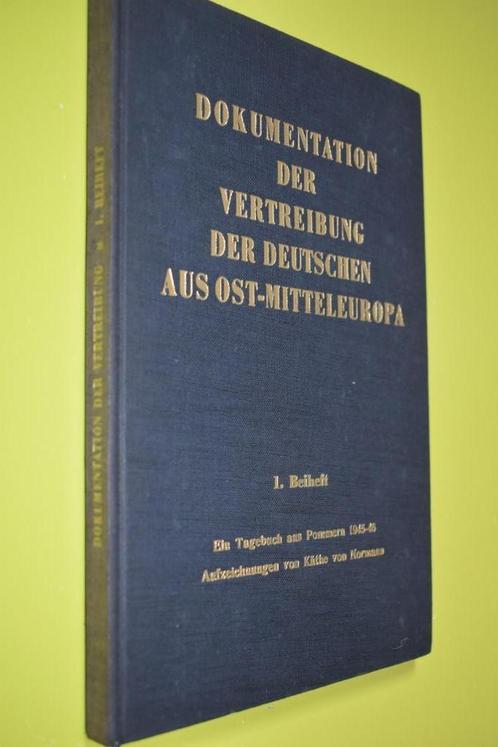 DOKUMENTATION
DER
VERTREIBUNG
DER DEUTSCHEN
AUS OST-MITTELEUROPA
1. Beiheft
Ein Tagebuch aus Pommern 1945-46
Aufzeichnungen von Käthe von Normann
DOKUMENTATION DER VERTREIBUNG * 1. BEIHEFT